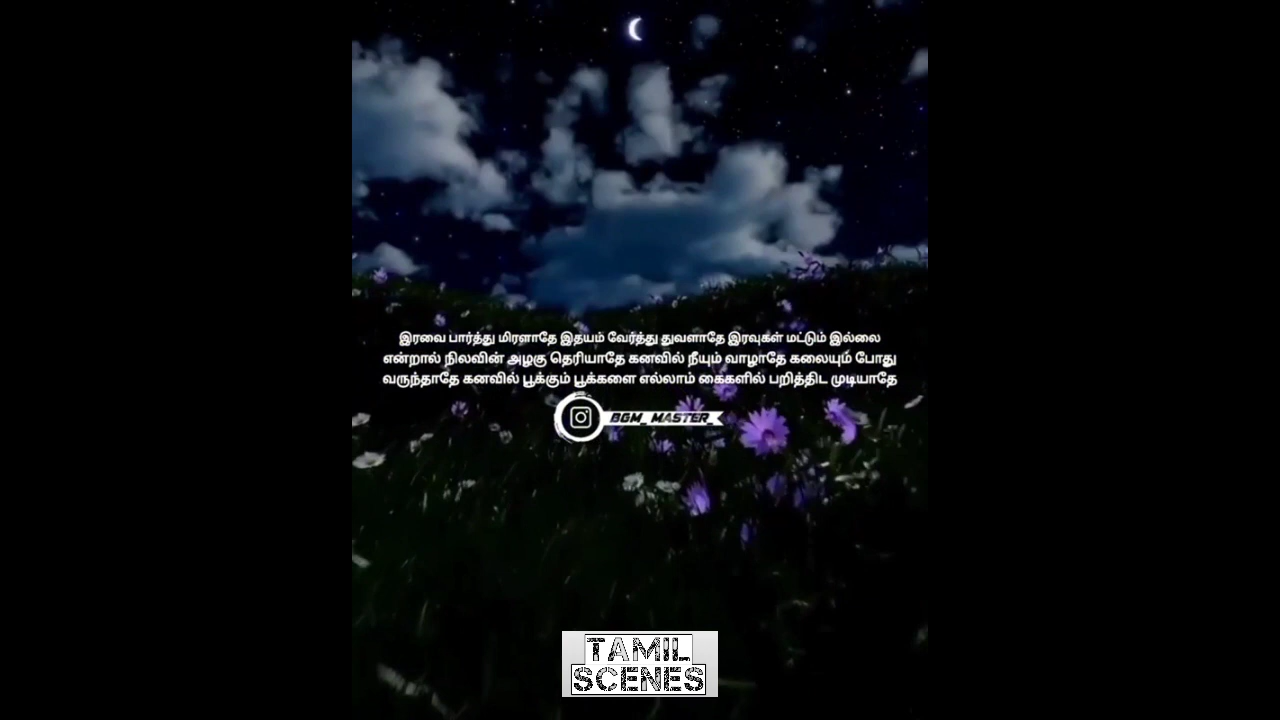 இரவை பார்த்து மிரளாதே இதயம் வேர்த்து துவளாதே இரவுகள் மட்டும் இல்லை
என்றால் நிலவின் அழகு தெரியாதே கனவில் நீயும் வாழாதே கலையும் போது
வருந்தாதே கனவில் பூக்கும் பூக்களை எல்லாம் கைகளில் பறித்திட முடியாதே
BGM_MASTER_
TAMIL
SCENES